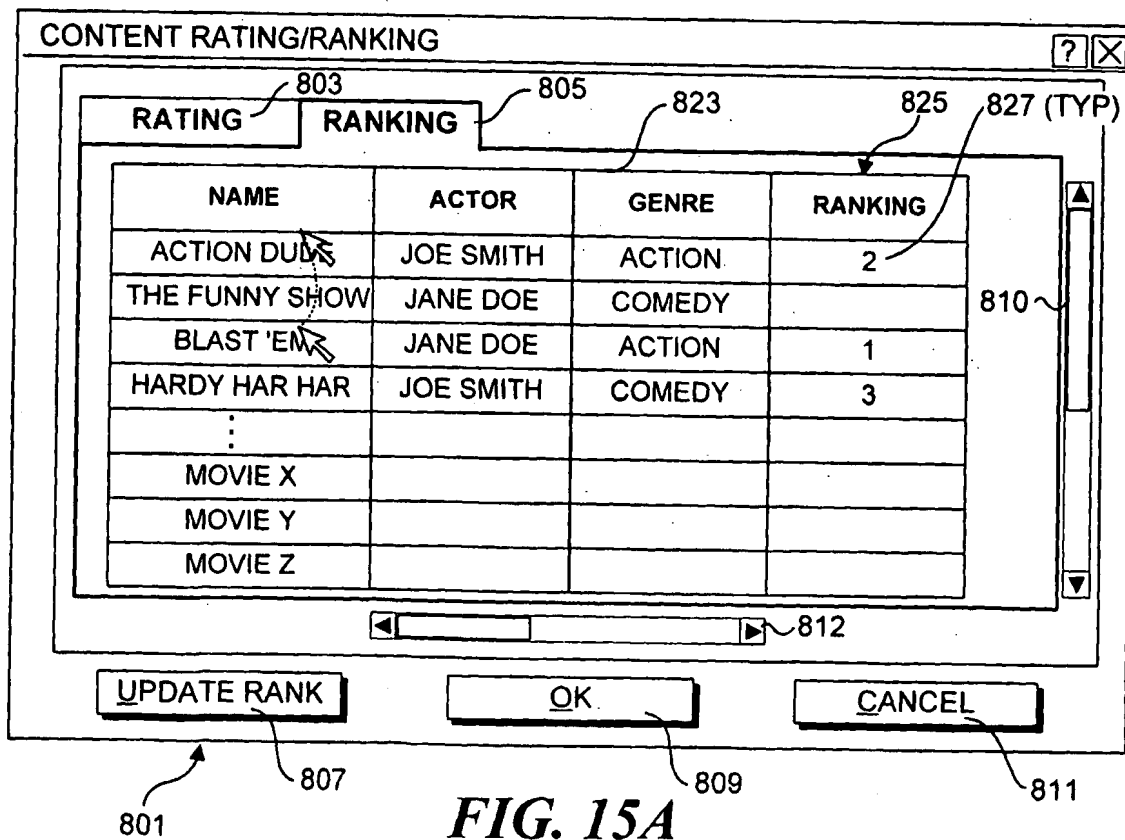 CONTENT RATING/RANKING ? X
803 805 823 825 827 (TYP)
RATING RANKING
NAME ACTOR GENRE RANKING
ACTION DUDE JOE SMITH ACTION 2
THE FUNNY SHOW JANE DOE COMEDY
810
BLAST 'EM JANE DOE ACTION 1
HARDY HAR HAR JOE SMITH COMEDY 3
⋮
MOVIE X
MOVIE Y
MOVIE Z
812
UPDATE RANK OK CANCEL
801 807 809 811
FIG. 15A